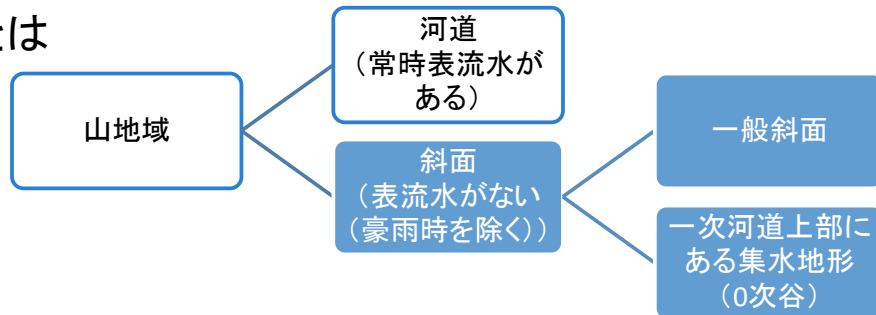 は
山地域
河道
（常時表流水が
ある）
斜面
（表流水がない
（豪雨時を除く））
一般斜面
一次河道上部に
ある集水地形
（0次谷）